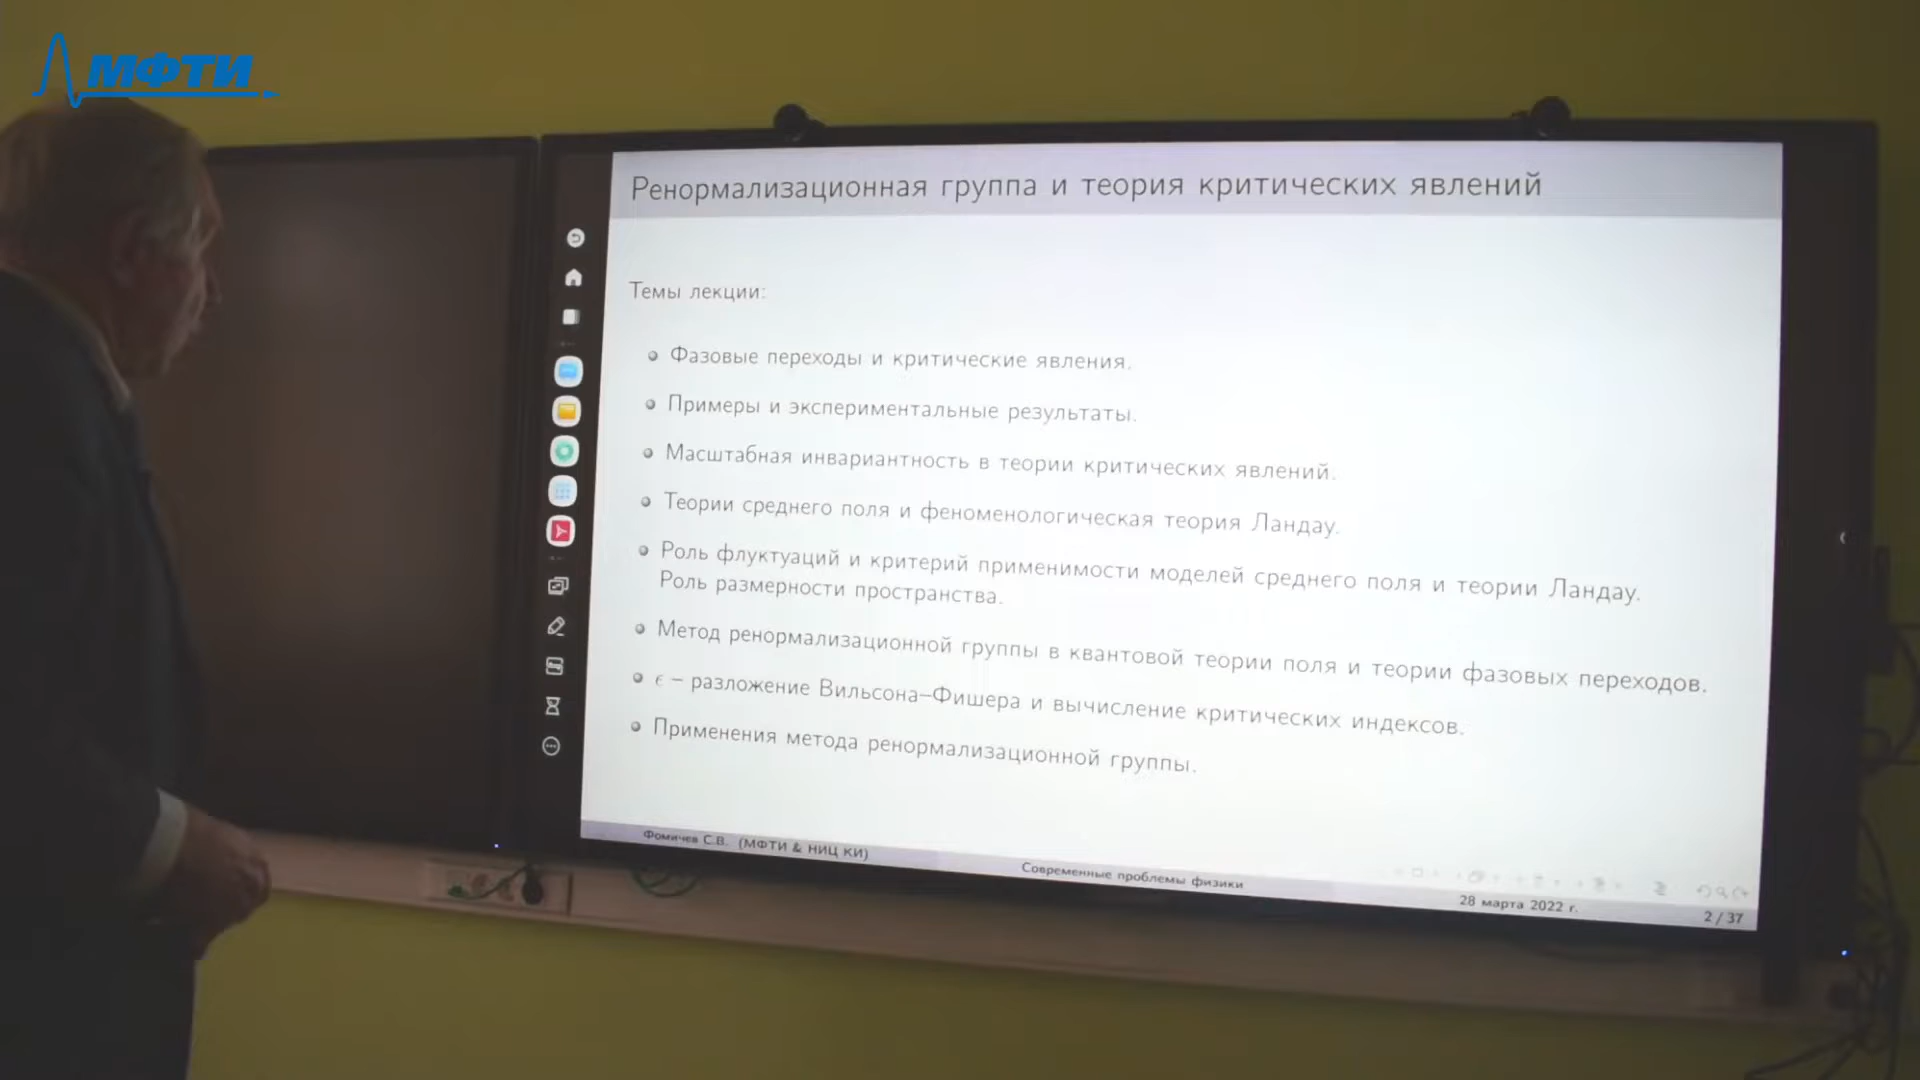 МФТИ
Ренормализационная группа и теория критических явлений
Темы лекции:
Фазовые переходы и критические явления.
Примеры и экспериментальные результаты.
Масштабная инвариантность в теории критических явлений.
Теории среднего поля и феноменологическая теория Ландау.
Роль флуктуаций и критерий применимости моделей среднего поля и теории Ландау.
Роль размерности пространства.
Метод ренормализационной группы в квантовой теории поля и теории фазовых переходов.
ϵ – разложение Вильсона–Фишера и вычисление критических индексов.
Применения метода ренормализационной группы.
Фомичев С.В. (МФТИ & НИЦ КИ)
Современные проблемы физики
28 марта 2022 г.
2 / 37